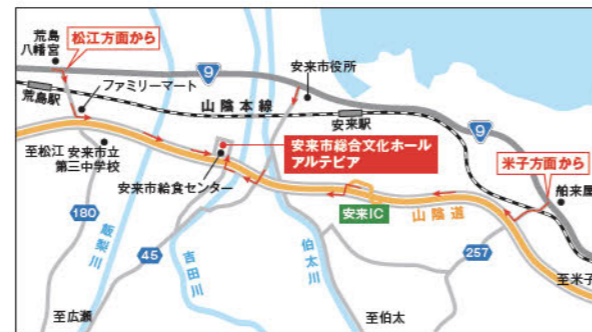 荒島
八幡宮
松江方面から
9
安来市役所
荒島駅
ファミリーマート
山陰本線
安来駅
9
至松江
安来市立
第三中学校
安来市総合文化ホール
アルテピア
米子方面から
安来市給食センター
舶来屋
180
飯梨川
45
吉田川
伯太川
安来IC
山陰道
257
至広瀬
至伯太
至米子